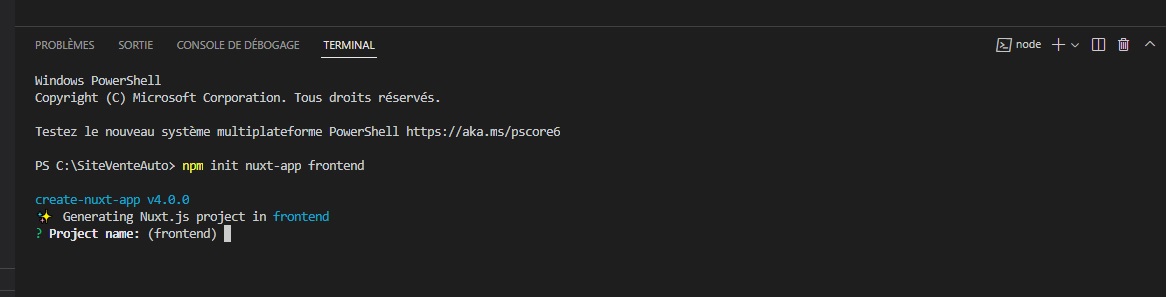 PROBLÈMES SORTIE CONSOLE DE DÉBOGAGE TERMINAL node
Windows PowerShell
Copyright (C) Microsoft Corporation. Tous droits réservés.
Testez le nouveau système multiplateforme PowerShell https://aka.ms/pscore6
PS C:\SiteVenteAuto> npm init nuxt-app frontend
create-nuxt-app v4.0.0
✨ Generating Nuxt.js project in frontend
? Project name: (frontend)